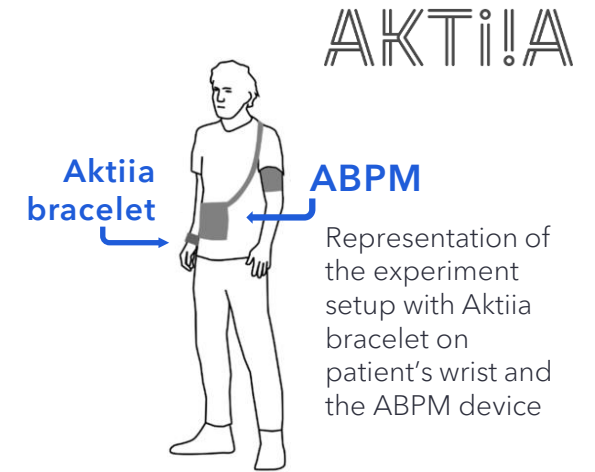 AKTiiA
Aktiia
bracelet
ABPM
Representation of
the experiment
setup with Aktiia
bracelet on
patient's wrist and
the ABPM device